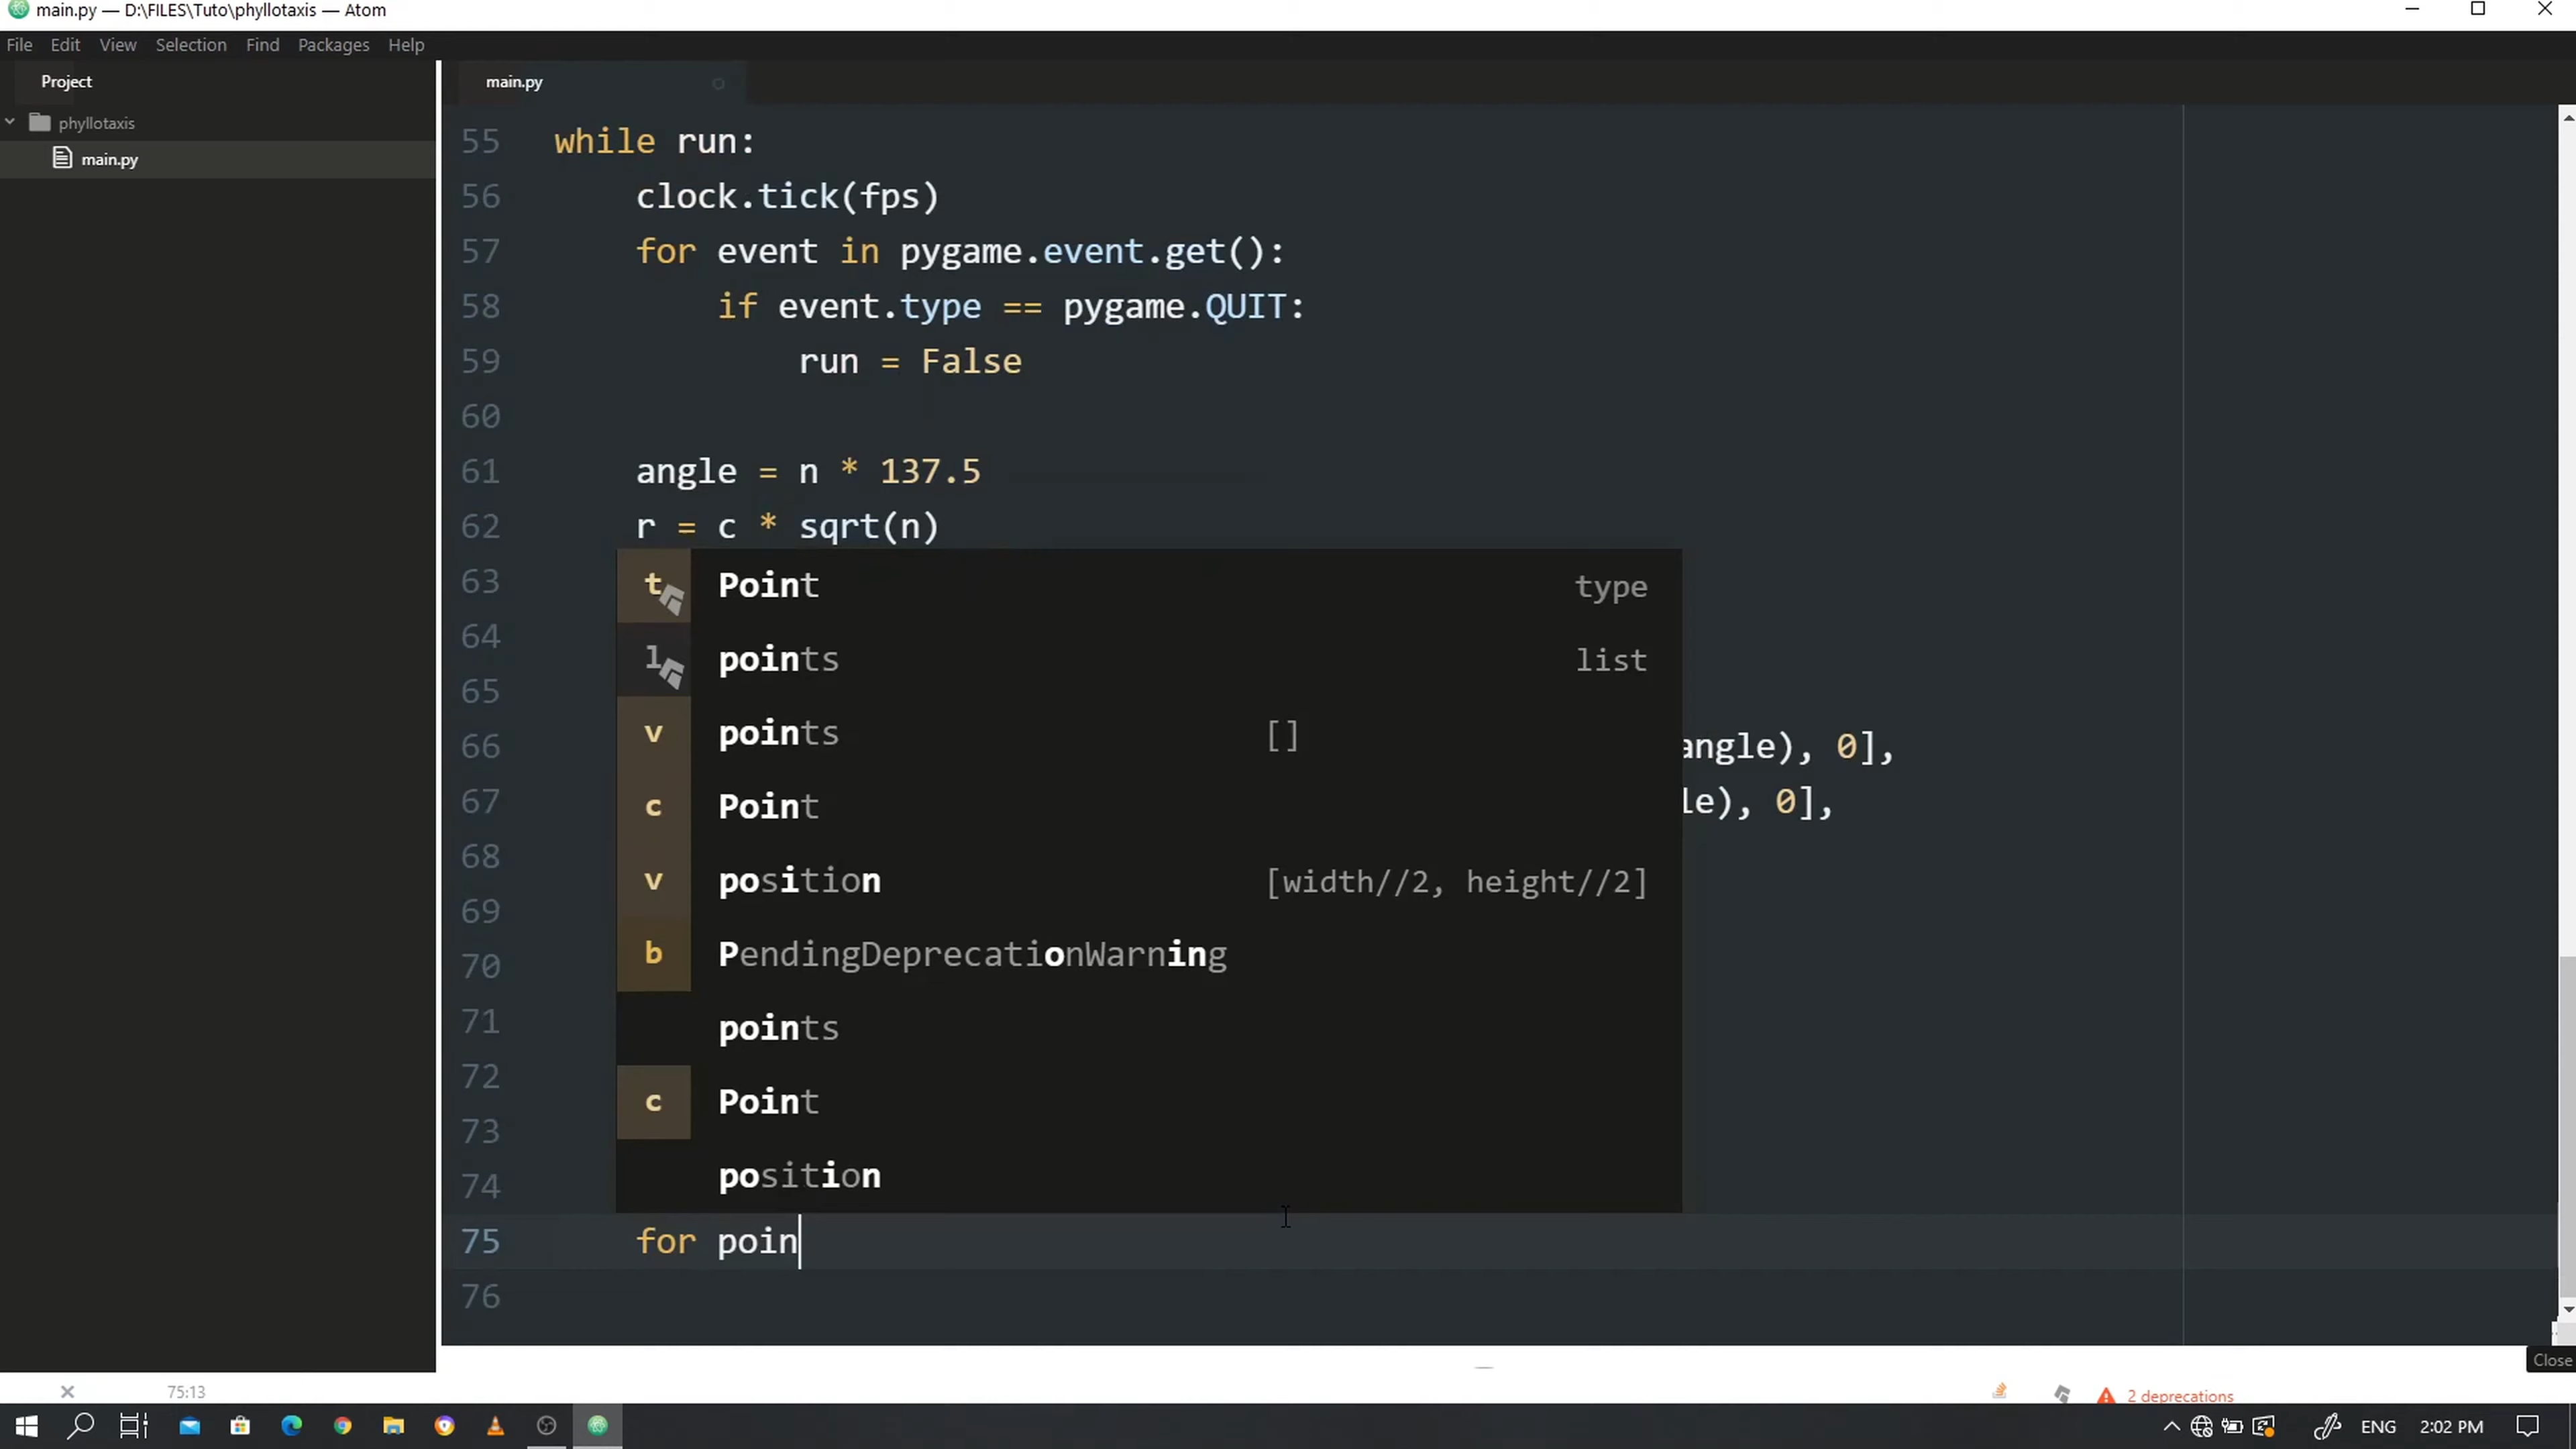 main.py — D:\FILES\Tuto\phyllotaxis — Atom
File Edit View Selection Find Packages Help
Project
phyllotaxis
main.py
main.py
55 while run:
56 clock.tick(fps)
57 for event in pygame.event.get():
58 if event.type == pygame.QUIT:
59 run = False
60
61 angle = n * 137.5
62 r = c * sqrt(n)
63
64
65
66 angle), 0],
67 le), 0],
68
69
70
71
72
73
74
t Point type
l points list
v points []
c Point
v position [width//2, height//2]
b PendingDeprecationWarning
points
c Point
position
75 for poin
76
Close
75:13
2 deprecations
ENG 2:02 PM